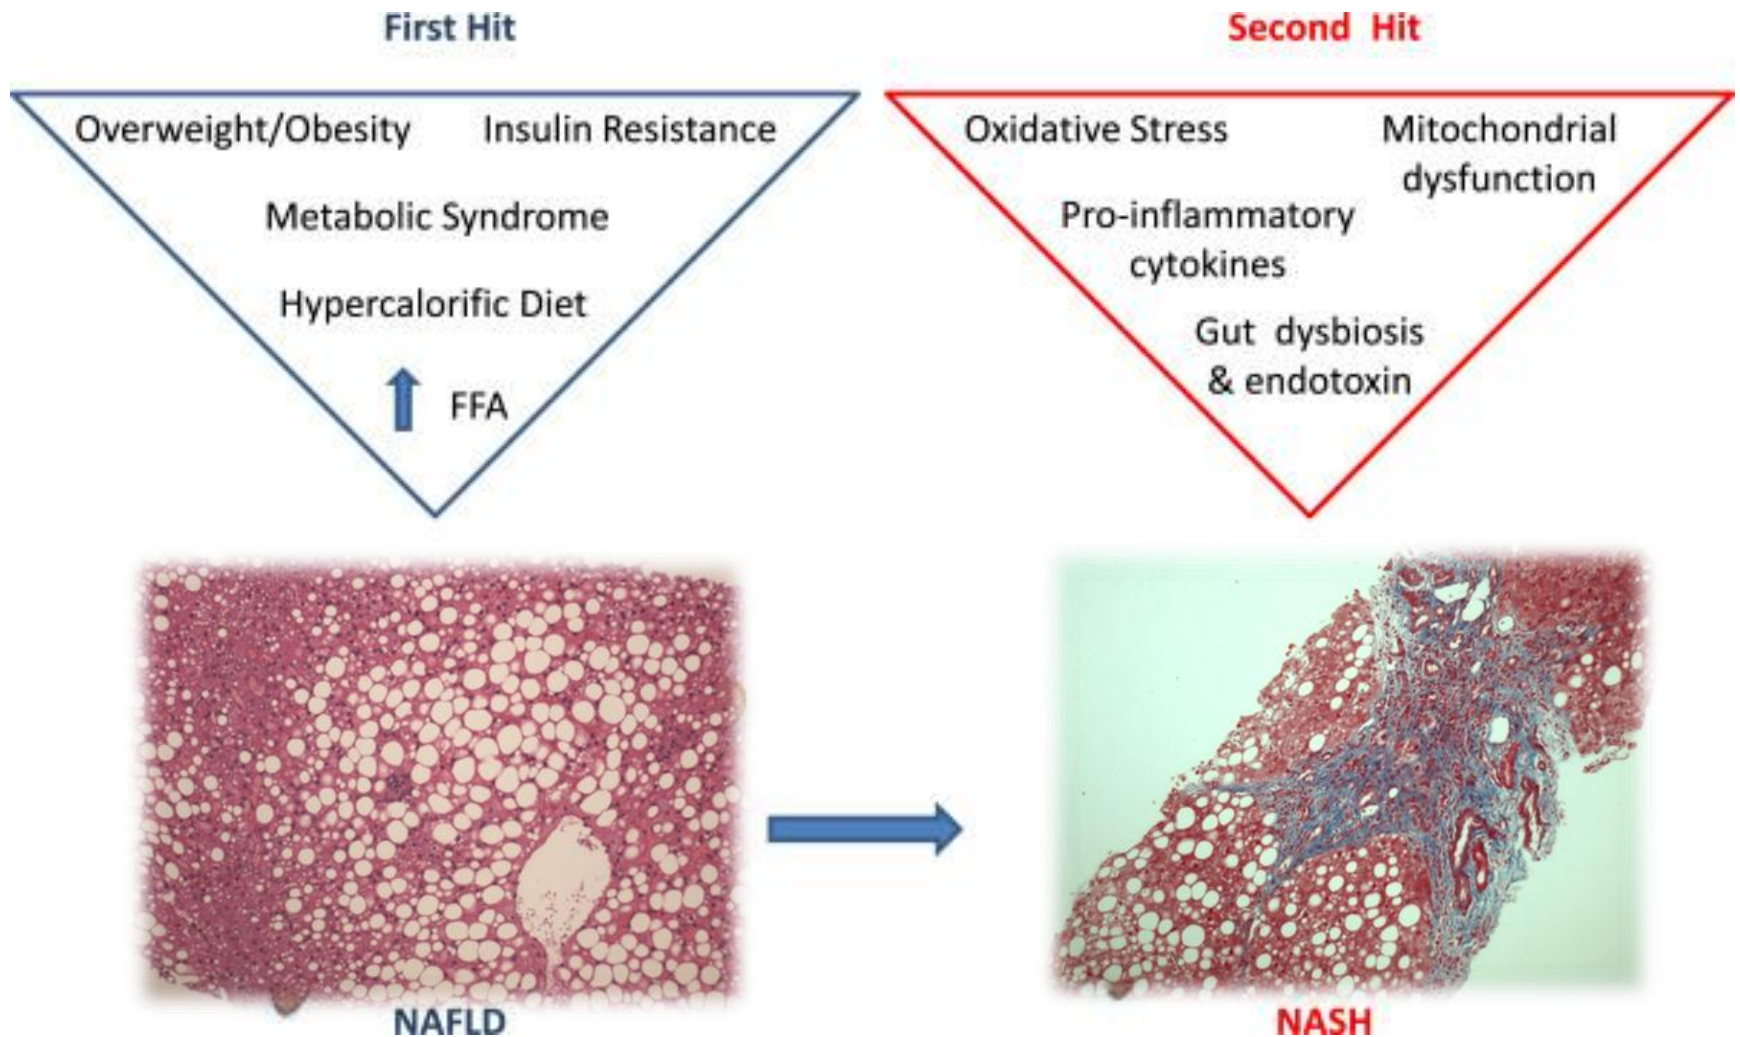 First Hit
Second Hit
Overweight/Obesity
Insulin Resistance
Metabolic Syndrome
Hypercalorific Diet
FFA
Oxidative Stress
Mitochondrial
dysfunction
Pro-inflammatory
cytokines
Gut dysbiosis
& endotoxin
NAFLD
NASH